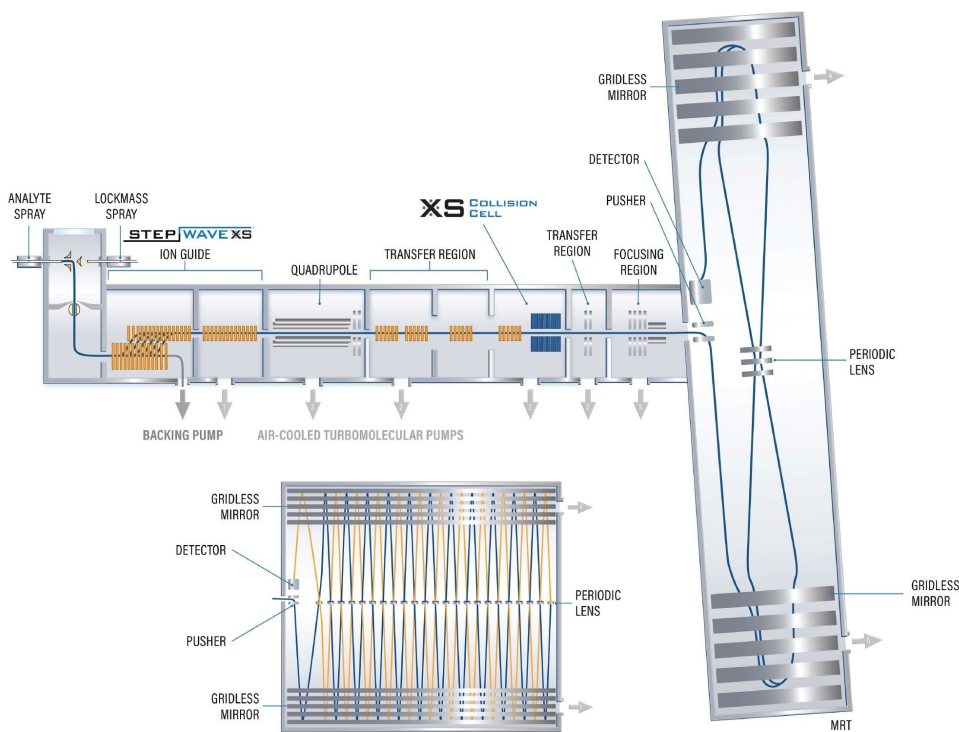 GRIDLESS
MIRROR
DETECTOR
PUSHER
ANALYTE
SPRAY
LOCKMASS
SPRAY
STEPWAVE XS
ION GUIDE
QUADRUPOLE
TRANSFER REGION
XS COLLISION
CELL
TRANSFER
REGION
FOCUSING
REGION
PERIODIC
LENS
BACKING PUMP
AIR-COOLED TURBOMOLECULAR PUMPS
GRIDLESS
MIRROR
DETECTOR
PUSHER
GRIDLESS
MIRROR
PERIODIC
LENS
GRIDLESS
MIRROR
MRT